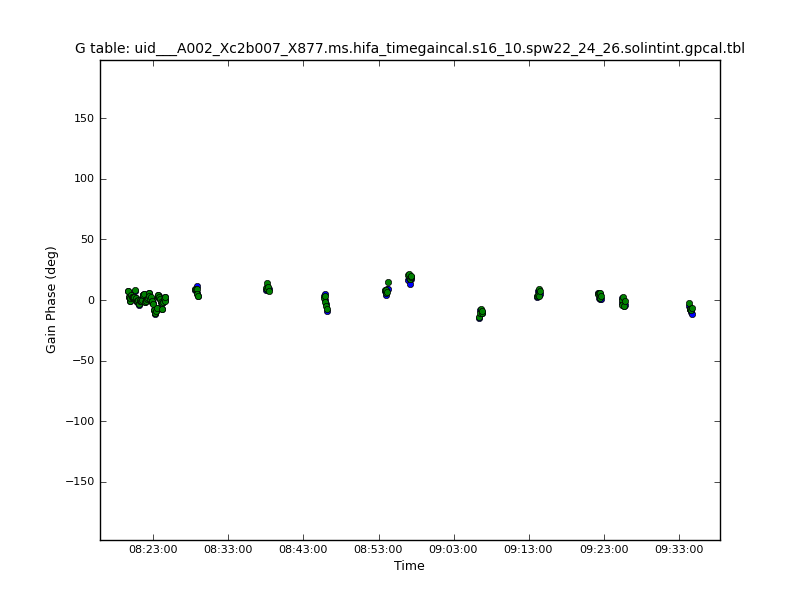 G table: uid___A002_Xc2b007_X877.ms.hifa_timegaincal.s16_10.spw22_24_26.solintint.gpcal.tbl
150
100
50
0
−50
−100
−150
Gain Phase (deg)
08:23:00 08:33:00 08:43:00 08:53:00 09:03:00 09:13:00 09:23:00 09:33:00
Time